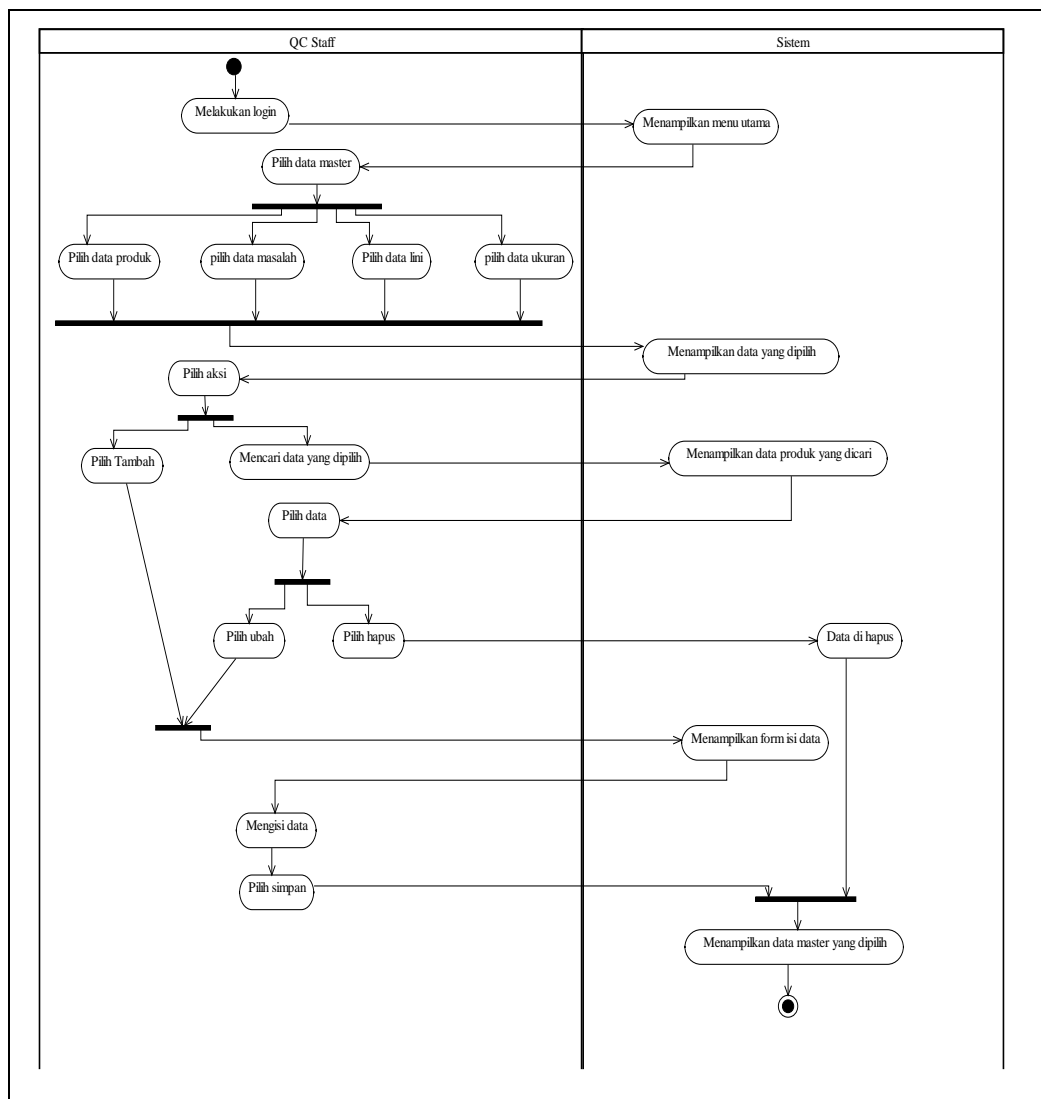 QC Staff
Sistem
Melakukan login
Menampilkan menu utama
Pilih data master
Pilih data produk
pilih data masalah
Pilih data lini
pilih data ukuran
Menampilkan data yang dipilih
Pilih aksi
Pilih Tambah
Mencari data yang dipilih
Menampilkan data produk yang dicari
Pilih data
Pilih ubah
Pilih hapus
Data di hapus
Menampilkan form isi data
Mengisi data
Pilih simpan
Menampilkan data master yang dipilih